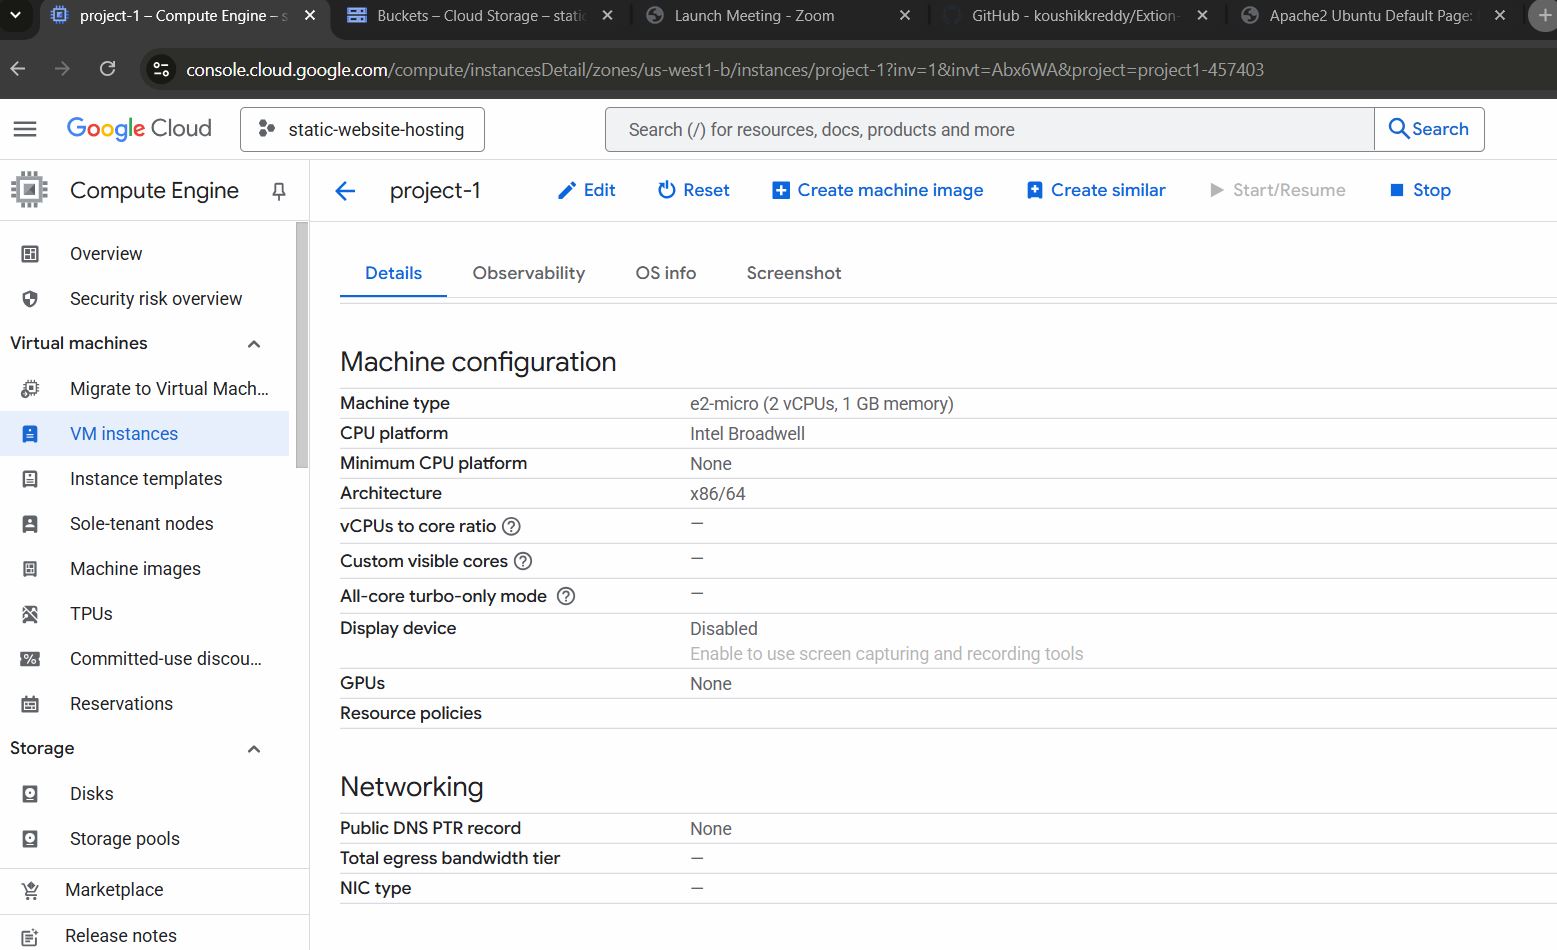 project-1 – Compute Engine – s
Buckets – Cloud Storage – static
Launch Meeting - Zoom
GitHub - koushikkreddy/Extion-
Apache2 Ubuntu Default Page:
console.cloud.google.com/compute/instancesDetail/zones/us-west1-b/instances/project-1?inv=1&invt=Abx6WA&project=project1-457403
Google Cloud
static-website-hosting
Search (/) for resources, docs, products and more
Search
Compute Engine
project-1
Edit
Reset
Create machine image
Create similar
Start/Resume
Stop
Overview
Security risk overview
Virtual machines
Migrate to Virtual Mach...
VM instances
Instance templates
Sole-tenant nodes
Machine images
TPUs
Committed-use discou...
Reservations
Storage
Disks
Storage pools
Marketplace
Release notes
Details
Observability
OS info
Screenshot
Machine configuration
Machine type e2-micro (2 vCPUs, 1 GB memory)
CPU platform Intel Broadwell
Minimum CPU platform None
Architecture x86/64
vCPUs to core ratio —
Custom visible cores —
All-core turbo-only mode —
Display device Disabled
Enable to use screen capturing and recording tools
GPUs None
Resource policies
Networking
Public DNS PTR record None
Total egress bandwidth tier —
NIC type —